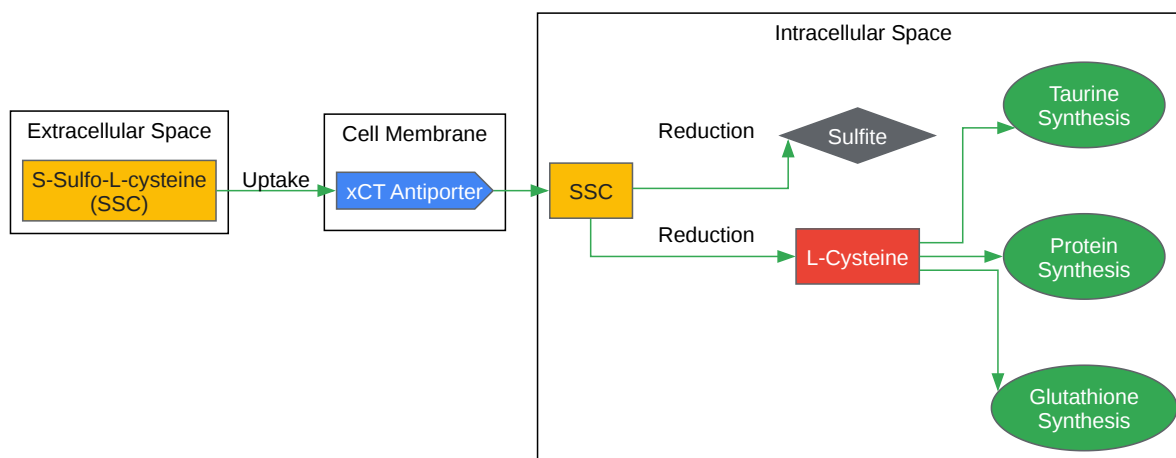 Intracellular Space
Extracellular Space
S-Sulfo-L-cysteine
(SSC)
Uptake
Cell Membrane
xCT Antiporter
SSC
Reduction
Sulfite
Reduction
L-Cysteine
Taurine
Synthesis
Protein
Synthesis
Glutathione
Synthesis